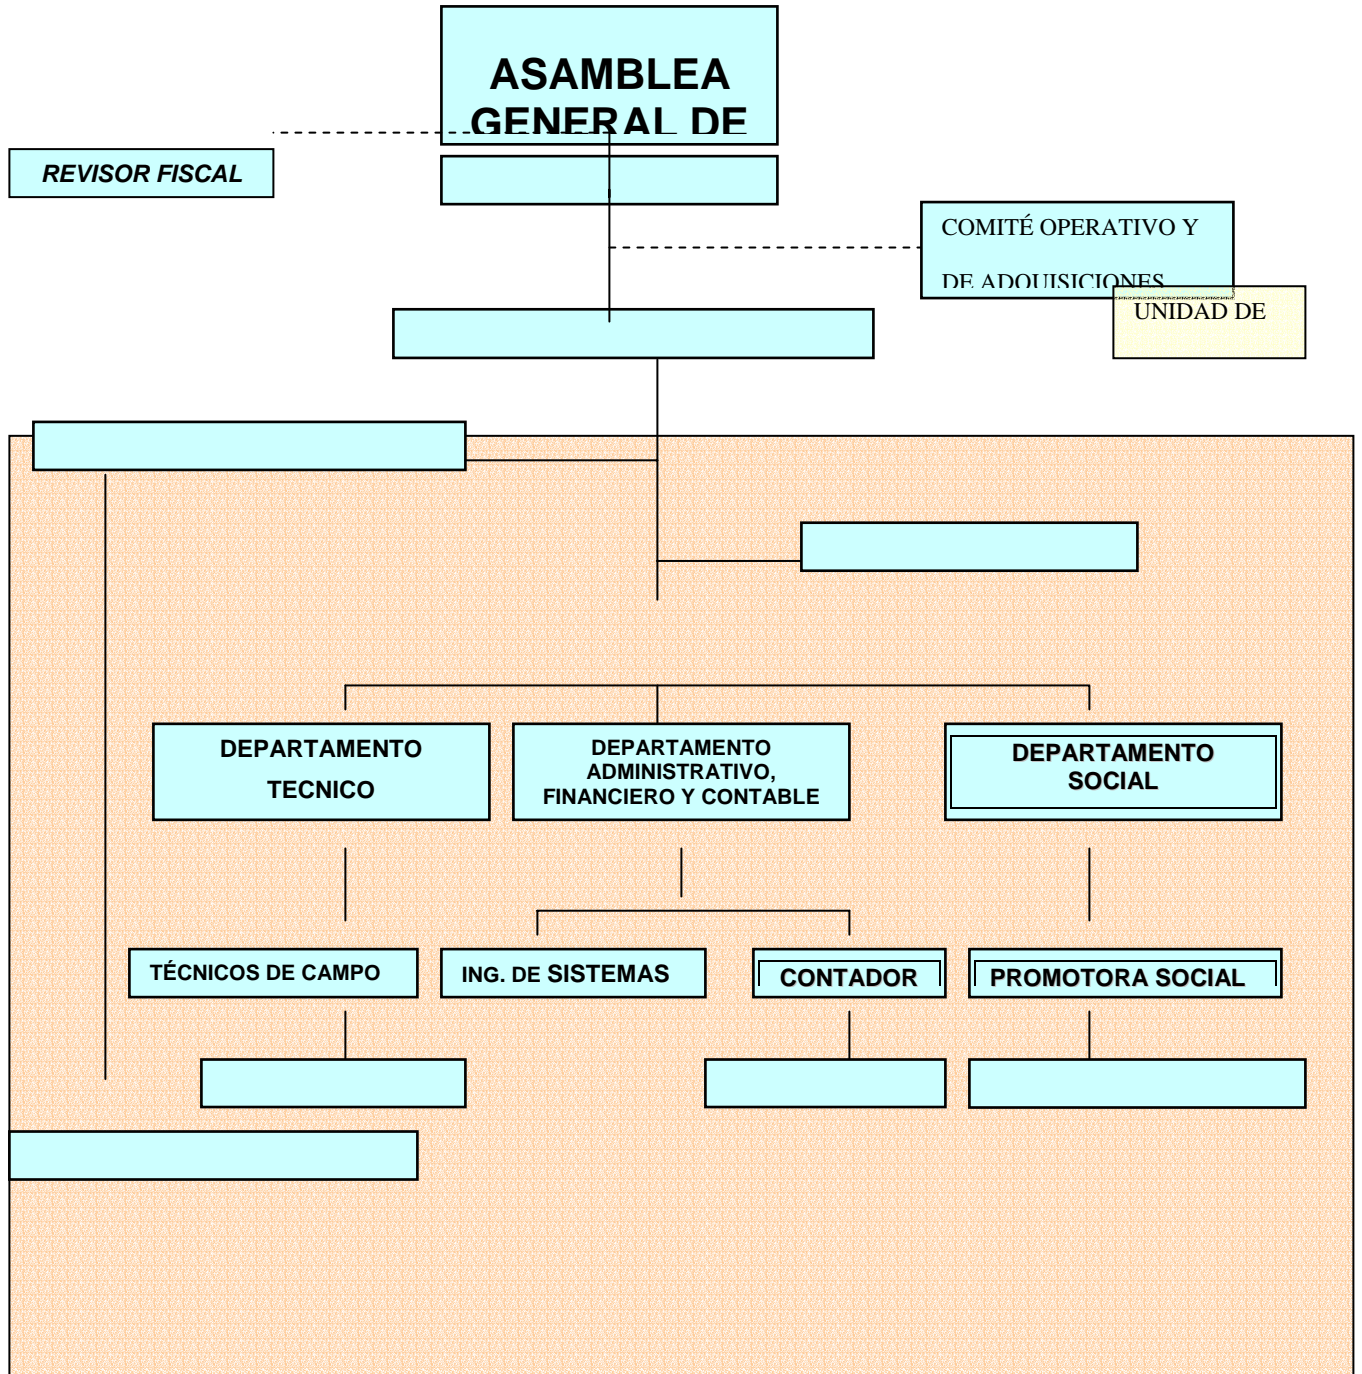 ASAMBLEA
GENERAL DE
REVISOR FISCAL
COMITÉ OPERATIVO Y
DE ADQUISICIONES
UNIDAD DE
DEPARTAMENTO
TECNICO
DEPARTAMENTO
ADMINISTRATIVO,
FINANCIERO Y CONTABLE
DEPARTAMENTO
SOCIAL
TÉCNICOS DE CAMPO
ING. DE SISTEMAS
CONTADOR
PROMOTORA SOCIAL